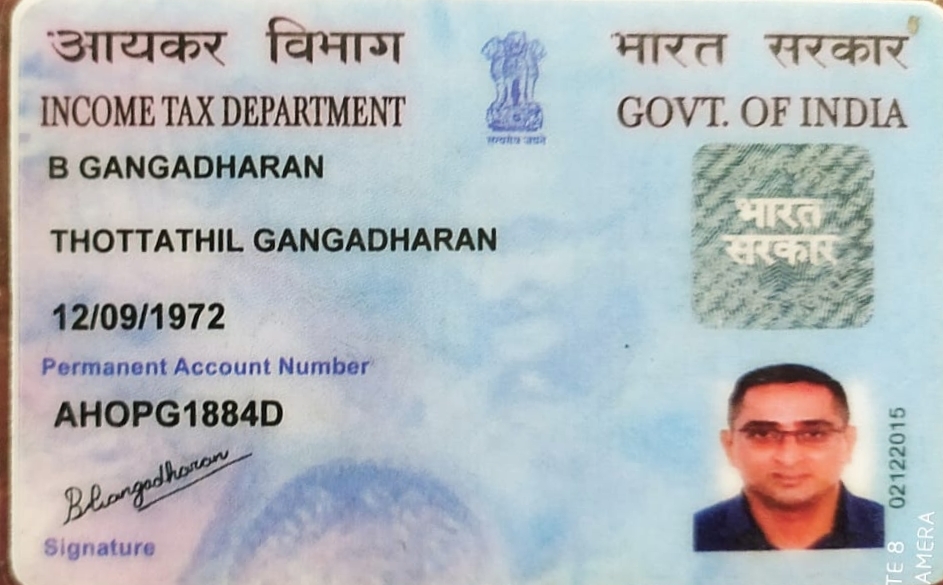 आयकर विभाग
INCOME TAX DEPARTMENT
भारत सरकार
GOVT. OF INDIA
सत्यमेव जयते
B GANGADHARAN
THOTTATHIL GANGADHARAN
12/09/1972
Permanent Account Number
AHOPG1884D
BGangadharan
Signature
भारत
सरकार
02122015
TE 8
AMERA